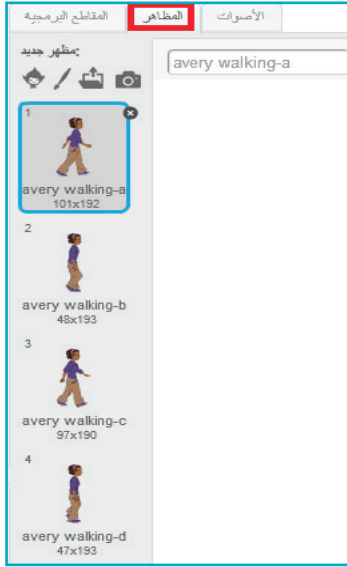 المقاطع البرمجية المظاهر الأصوات
مظهر جديد:
avery walking-a
1
avery walking-a
101x192
2
avery walking-b
48x193
3
avery walking-c
97x190
4
avery walking-d
47x193